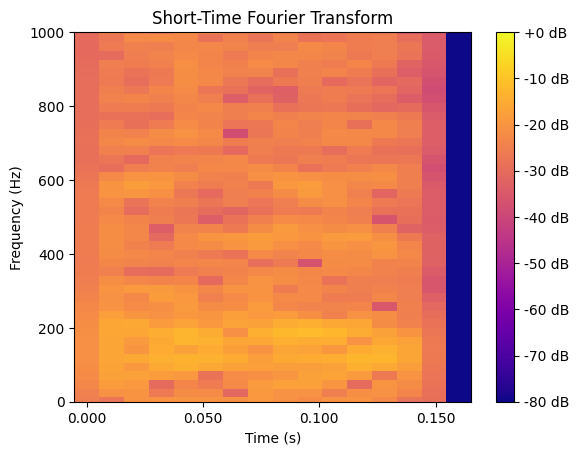 Short-Time Fourier Transform
1000
800
600
400
200
0
Frequency (Hz)
0.000
0.050
0.100
0.150
Time (s)
+0 dB
-10 dB
-20 dB
-30 dB
-40 dB
-50 dB
-60 dB
-70 dB
-80 dB